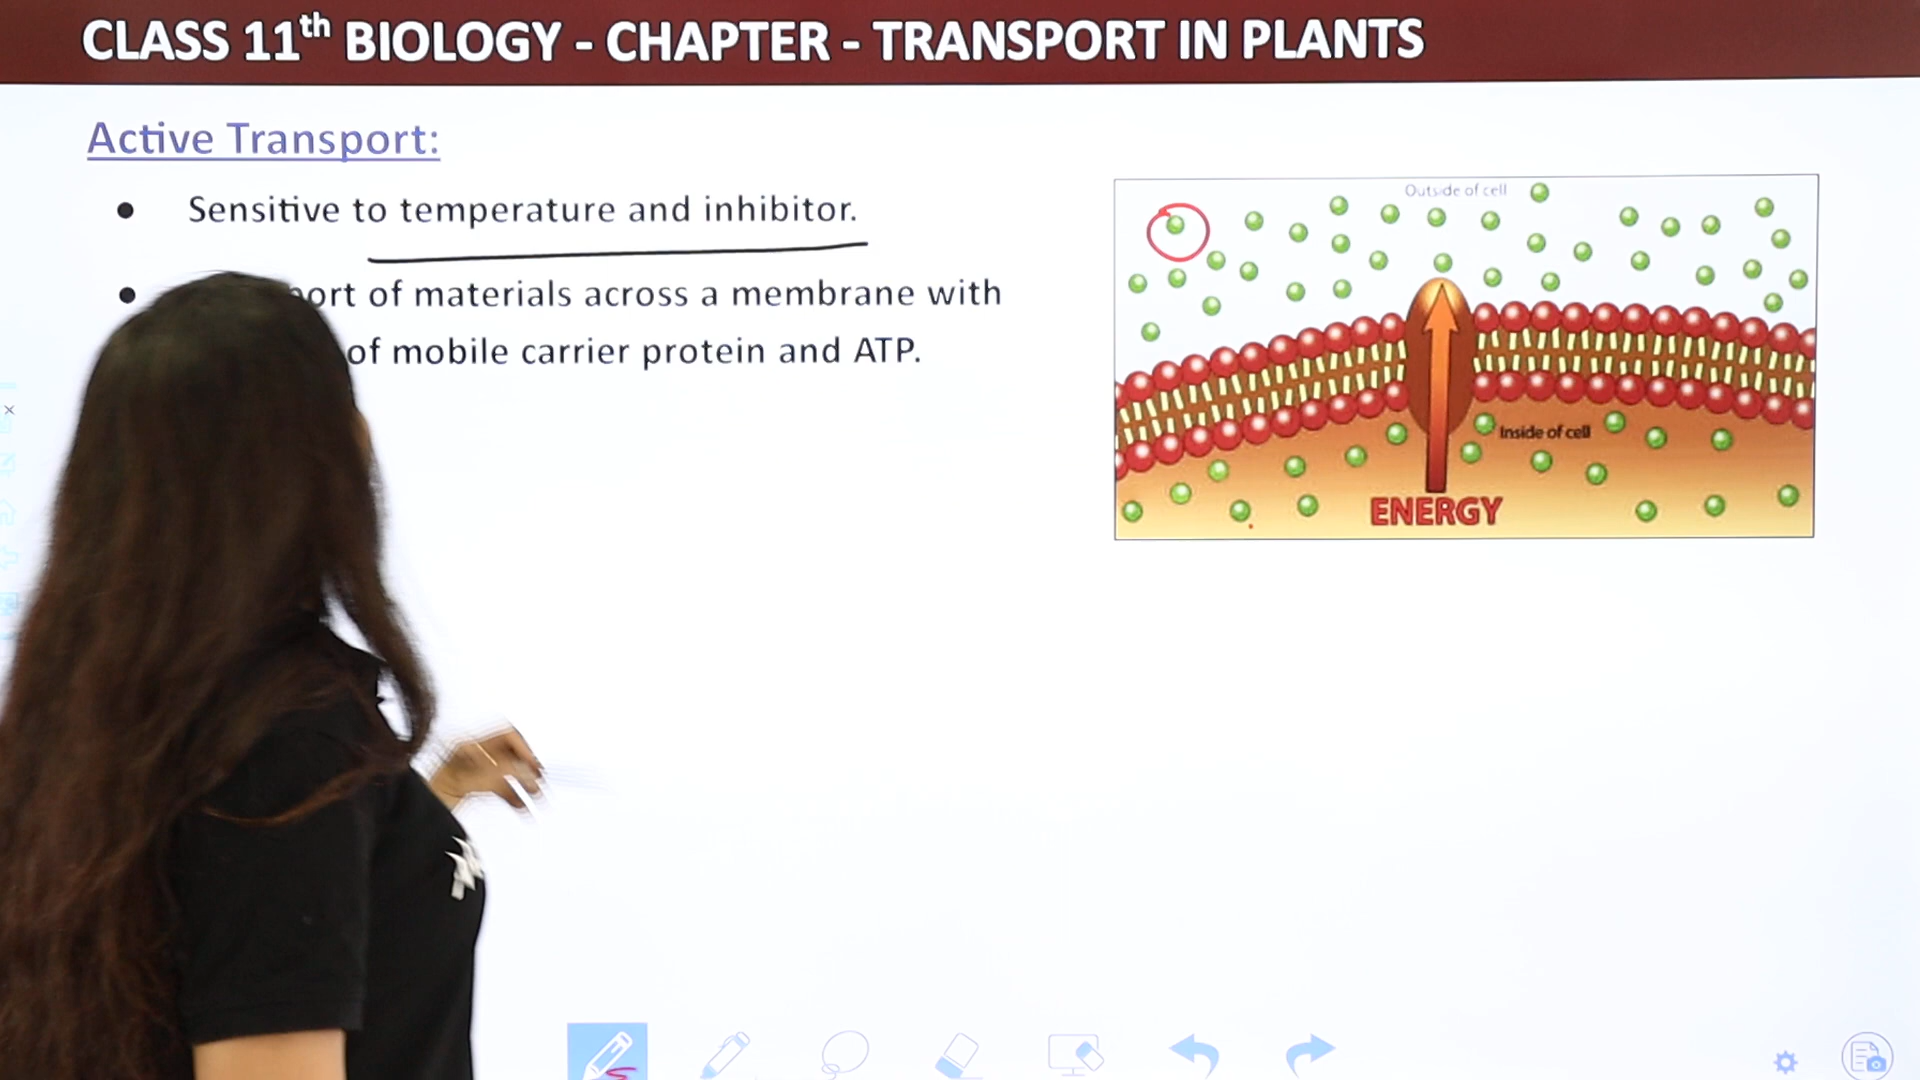 CLASS 11th BIOLOGY - CHAPTER - TRANSPORT IN PLANTS
Active Transport:
Sensitive to temperature and inhibitor.
of materials across a membrane with
of mobile carrier protein and ATP.
Outside of cell
Inside of cell
ENERGY